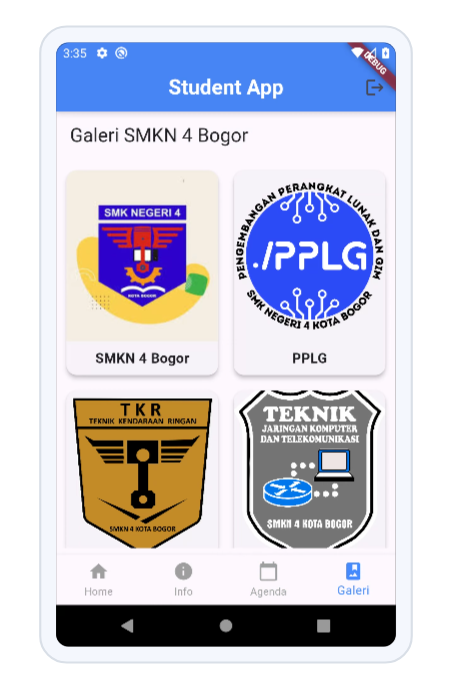 3:35
DEBUG
Student App
Galeri SMKN 4 Bogor
SMK NEGERI 4
KOTA BOGOR
SMKN 4 Bogor
PENGEMBANGAN PERANGKAT LUNAK DAN GIM
./PPLG
SMK NEGERI 4 KOTA BOGOR
PPLG
TKR
TEKNIK KENDARAAN RINGAN
SMKN 4 KOTA BOGOR
TEKNIK
JARINGAN KOMPUTER
DAN TELEKOMUNIKASI
SMKN 4 KOTA BOGOR
Home
Info
Agenda
Galeri